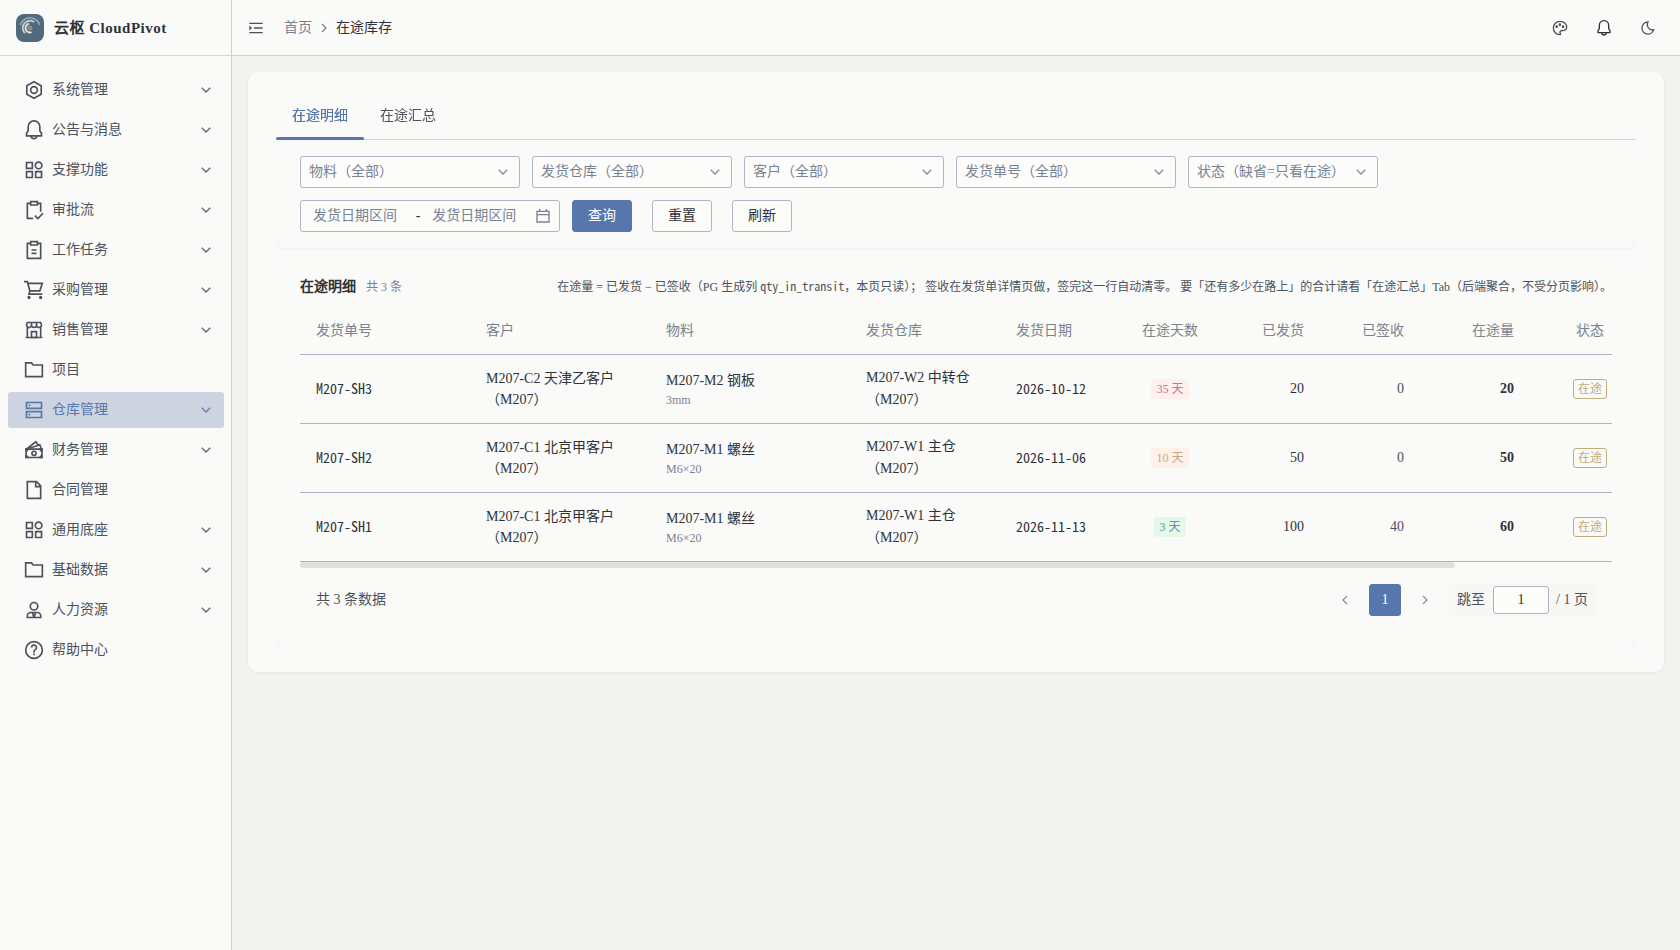 云枢 CloudPivot
首页 > 在途库存
系统管理
公告与消息
支撑功能
审批流
工作任务
采购管理
销售管理
项目
仓库管理
财务管理
合同管理
通用底座
基础数据
人力资源
帮助中心
在途明细 在途汇总
物料（全部） 发货仓库（全部） 客户（全部） 发货单号（全部） 状态（缺省=只看在途）
发货日期区间 - 发货日期区间 查询 重置 刷新
在途明细 共 3 条 在途量 = 已发货 − 已签收（PG 生成列 qty_in_transit，本页只读）； 签收在发货单详情页做，签完这一行自动清零。 要「还有多少在路上」的合计请看「在途汇总」Tab（后端聚合，不受分页影响）。
发货单号 客户 物料 发货仓库 发货日期 在途天数 已发货 已签收 在途量 状态
M207-SH3 M207-C2 天津乙客户（M207） M207-M2 钢板 3mm M207-W2 中转仓（M207） 2026-10-12 35 天 20 0 20 在途
M207-SH2 M207-C1 北京甲客户（M207） M207-M1 螺丝 M6×20 M207-W1 主仓（M207） 2026-11-06 10 天 50 0 50 在途
M207-SH1 M207-C1 北京甲客户（M207） M207-M1 螺丝 M6×20 M207-W1 主仓（M207） 2026-11-13 3 天 100 40 60 在途
共 3 条数据 1 跳至 1 / 1 页